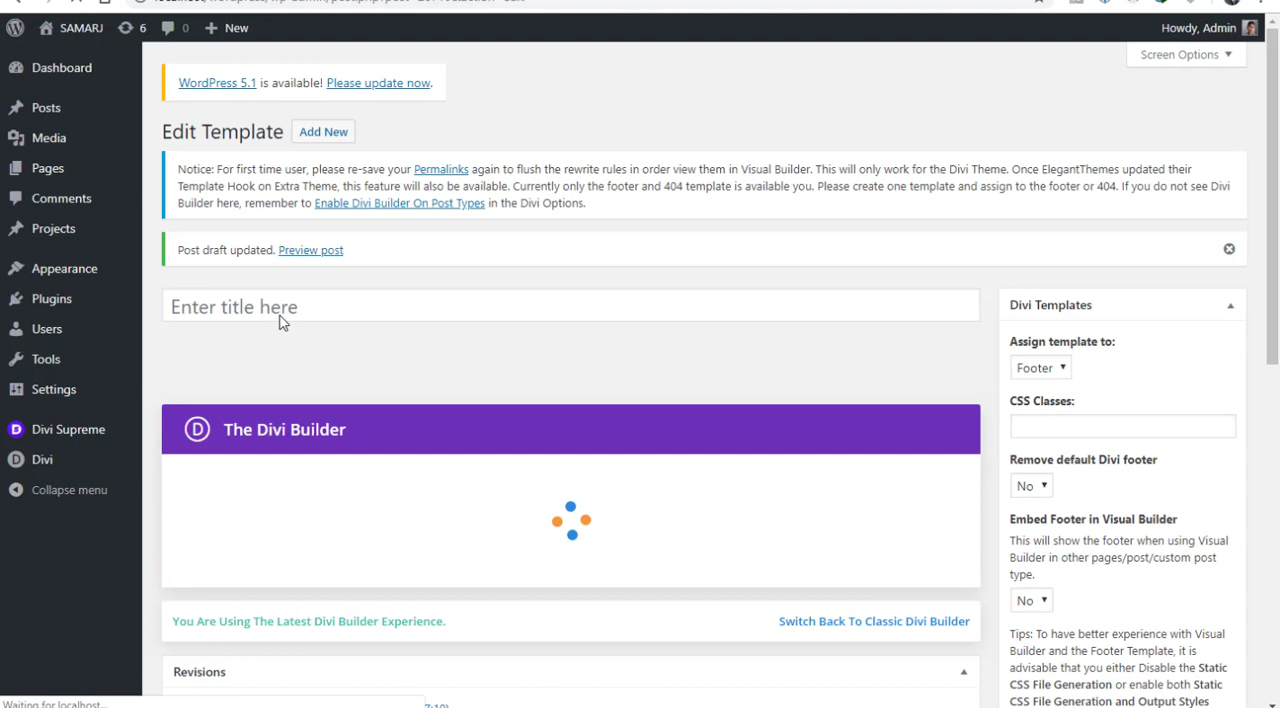 SAMARJ
6
0
New
Howdy, Admin
Screen Options
Dashboard
Posts
Media
Pages
Comments
Projects
Appearance
Plugins
Users
Tools
Settings
Divi Supreme
Divi
Collapse menu
WordPress 5.1 is available! Please update now.
Edit Template
Add New
Notice: For first time user, please re-save your Permalinks again to flush the rewrite rules in order view them in Visual Builder. This will only work for the Divi Theme. Once ElegantThemes updated their
Template Hook on Extra Theme, this feature will also be available. Currently only the footer and 404 template is available you. Please create one template and assign to the footer or 404. If you do not see Divi
Builder here, remember to Enable Divi Builder On Post Types in the Divi Options.
Post draft updated. Preview post
Enter title here
D The Divi Builder
You Are Using The Latest Divi Builder Experience.
Switch Back To Classic Divi Builder
Revisions
Divi Templates
Assign template to:
Footer
CSS Classes:
Remove default Divi footer
No
Embed Footer in Visual Builder
This will show the footer when using Visual
Builder in other pages/post/custom post
type.
No
Tips: To have better experience with Visual
Builder and the Footer Template, it is
advisable that you either Disable the Static
CSS File Generation or enable both Static
CSS File Generation and Output Styles
Waiting for localhost...